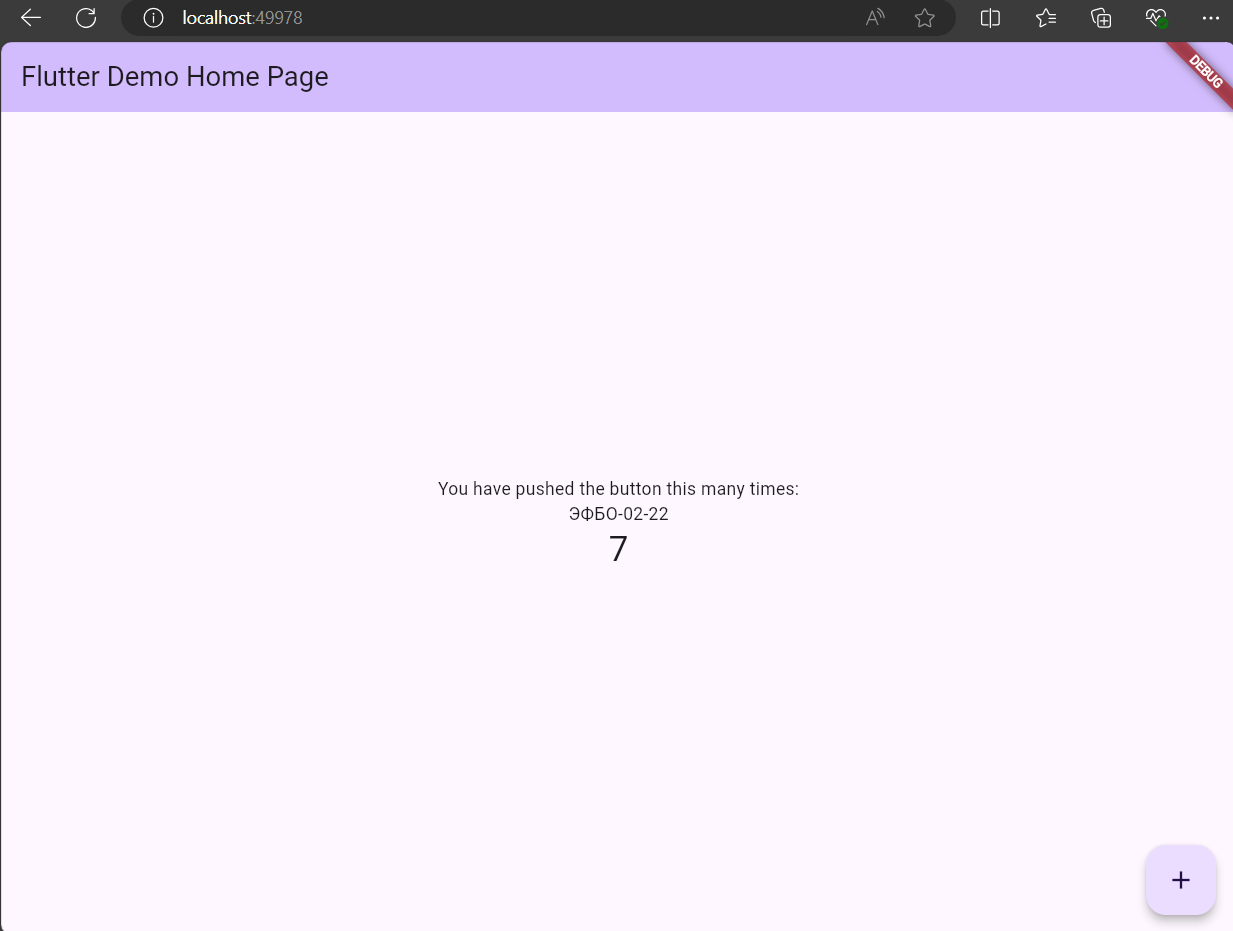 localhost:49978
Flutter Demo Home Page
DEBUG
You have pushed the button this many times:
ЭФБО-02-22
7